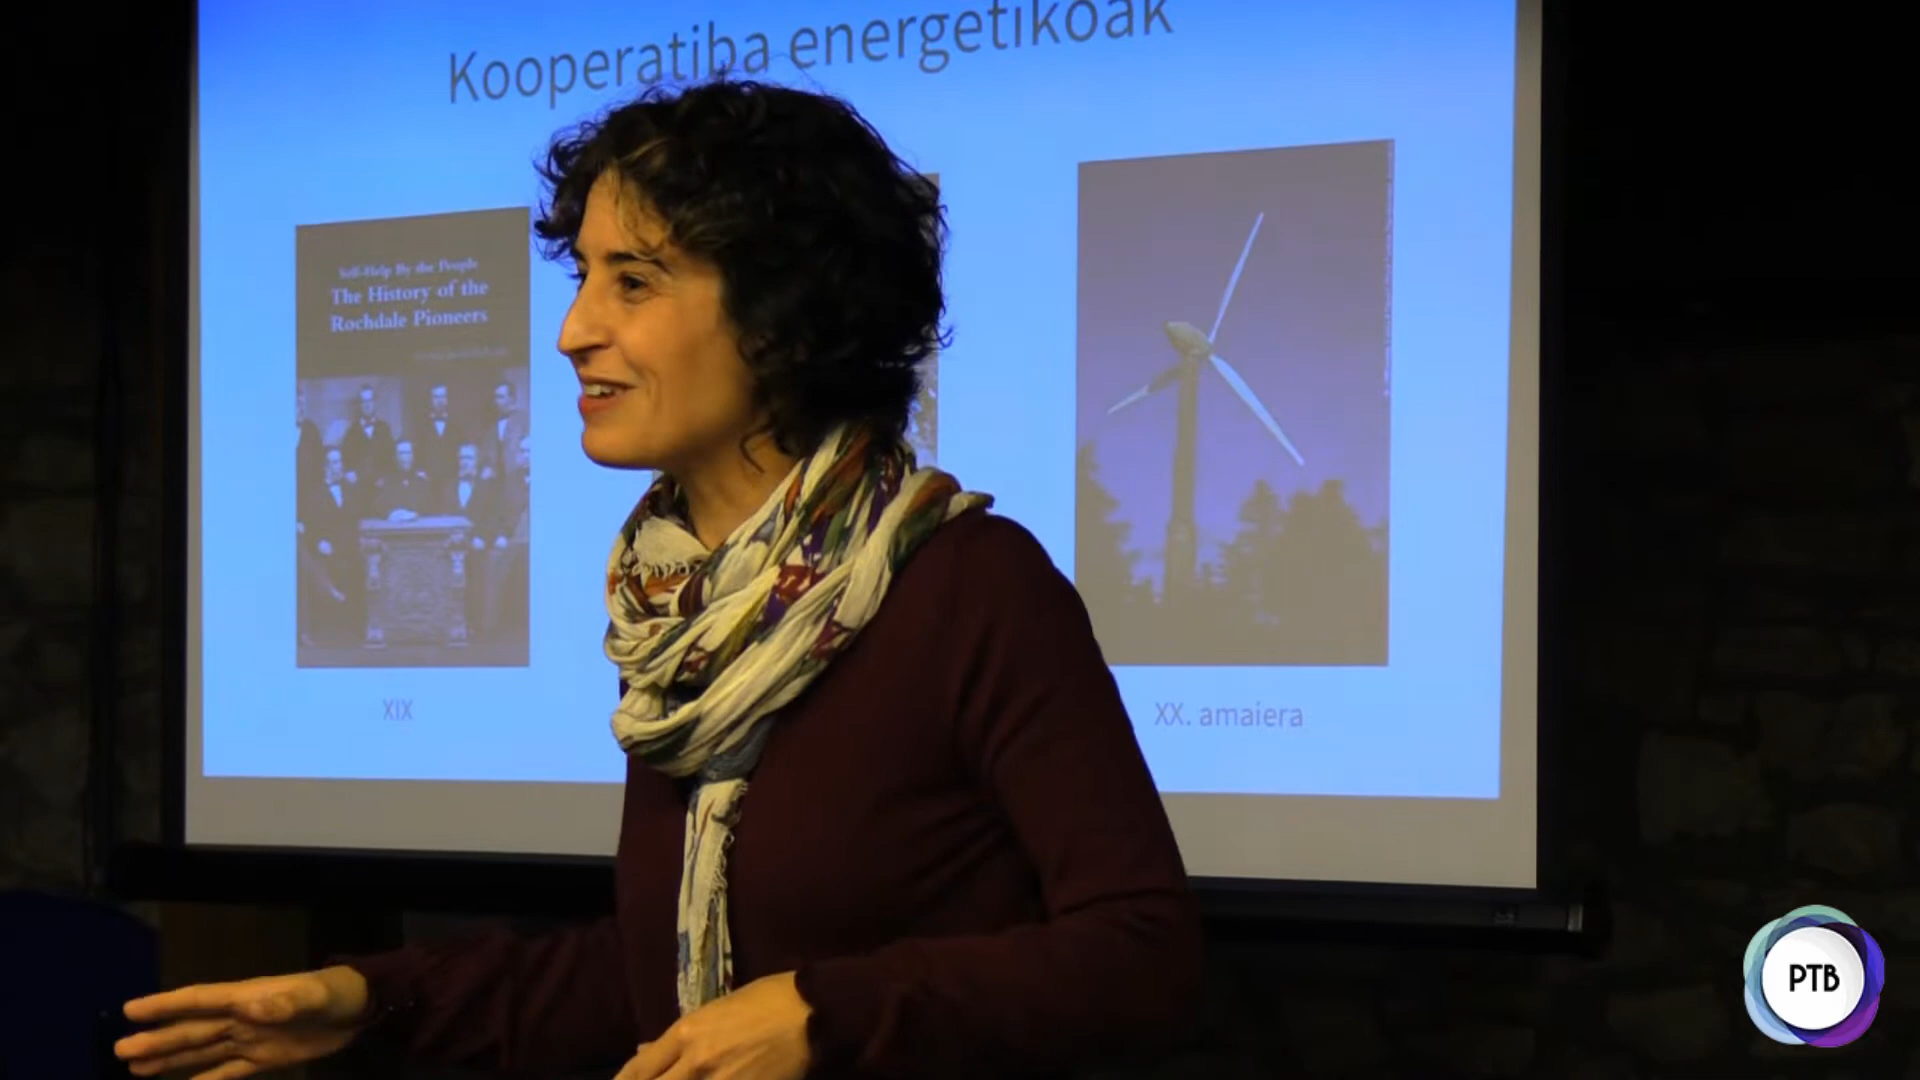 Kooperatiba energetikoak
Self-Help By the People
The History of the
Rochdale Pioneers
XIX
XX. amaiera
PTB